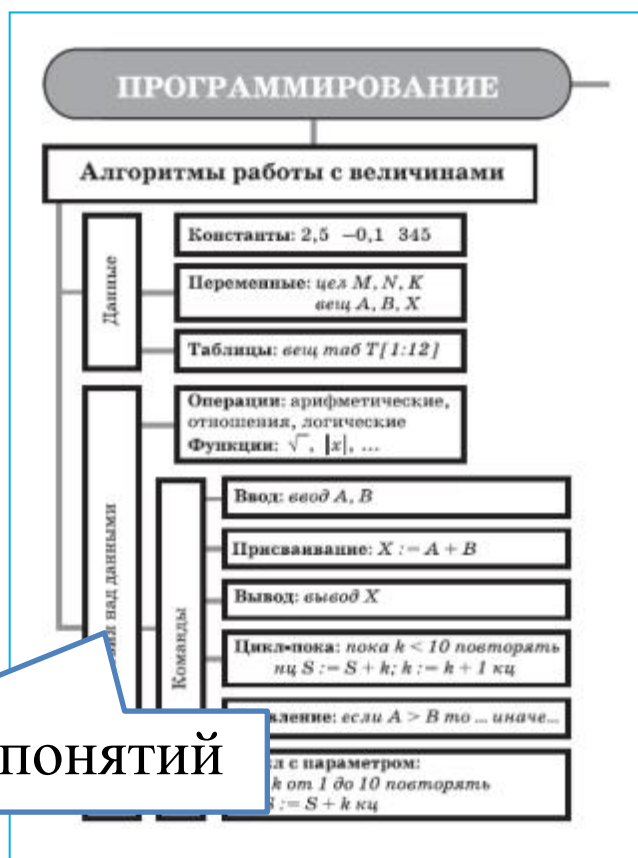 ПРОГРАММИРОВАНИЕ
Алгоритмы работы с величинами
Данные
Константы: 2,5 −0,1 345
Переменные: цел M, N, K
вещ A, B, X
Таблицы: вещ таб T[1:12]
над данными
Операции: арифметические,
отношения, логические
Функции: √‾, |x|, ...
Команды
Ввод: ввод A, B
Присваивание: X := A + B
Вывод: вывод X
Цикл-пока: пока k < 10 повторять
нц S := S + k; k := k + 1 кц
если A > B то ... иначе...
с параметром:
k от 1 до 10 повторять
:= S + k кц
понятий